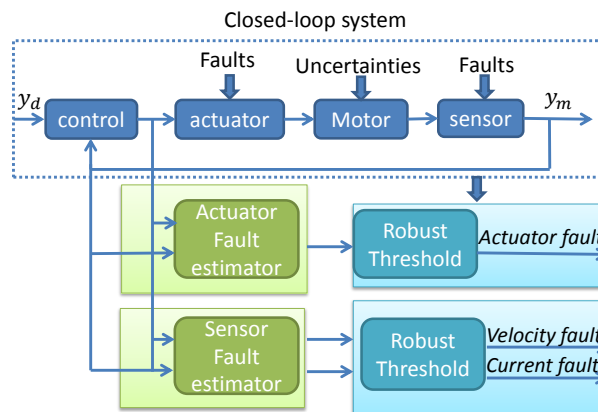 Closed-loop system
Faults
Uncertainties
Faults
y_d
y_m
control
actuator
Motor
sensor
Actuator
Fault
estimator
Robust
Threshold
Actuator fault
Sensor
Fault
estimator
Robust
Threshold
Velocity fault
Current fault